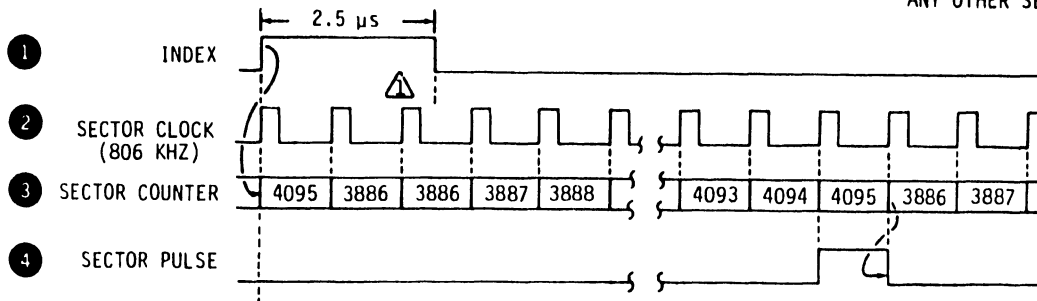 ANY OTHER SE
2.5 µs
1 INDEX
1
2 SECTOR CLOCK
(806 KHZ)
3 SECTOR COUNTER 4095 3886 3886 3887 3888 4093 4094 4095 3886 3887
4 SECTOR PULSE